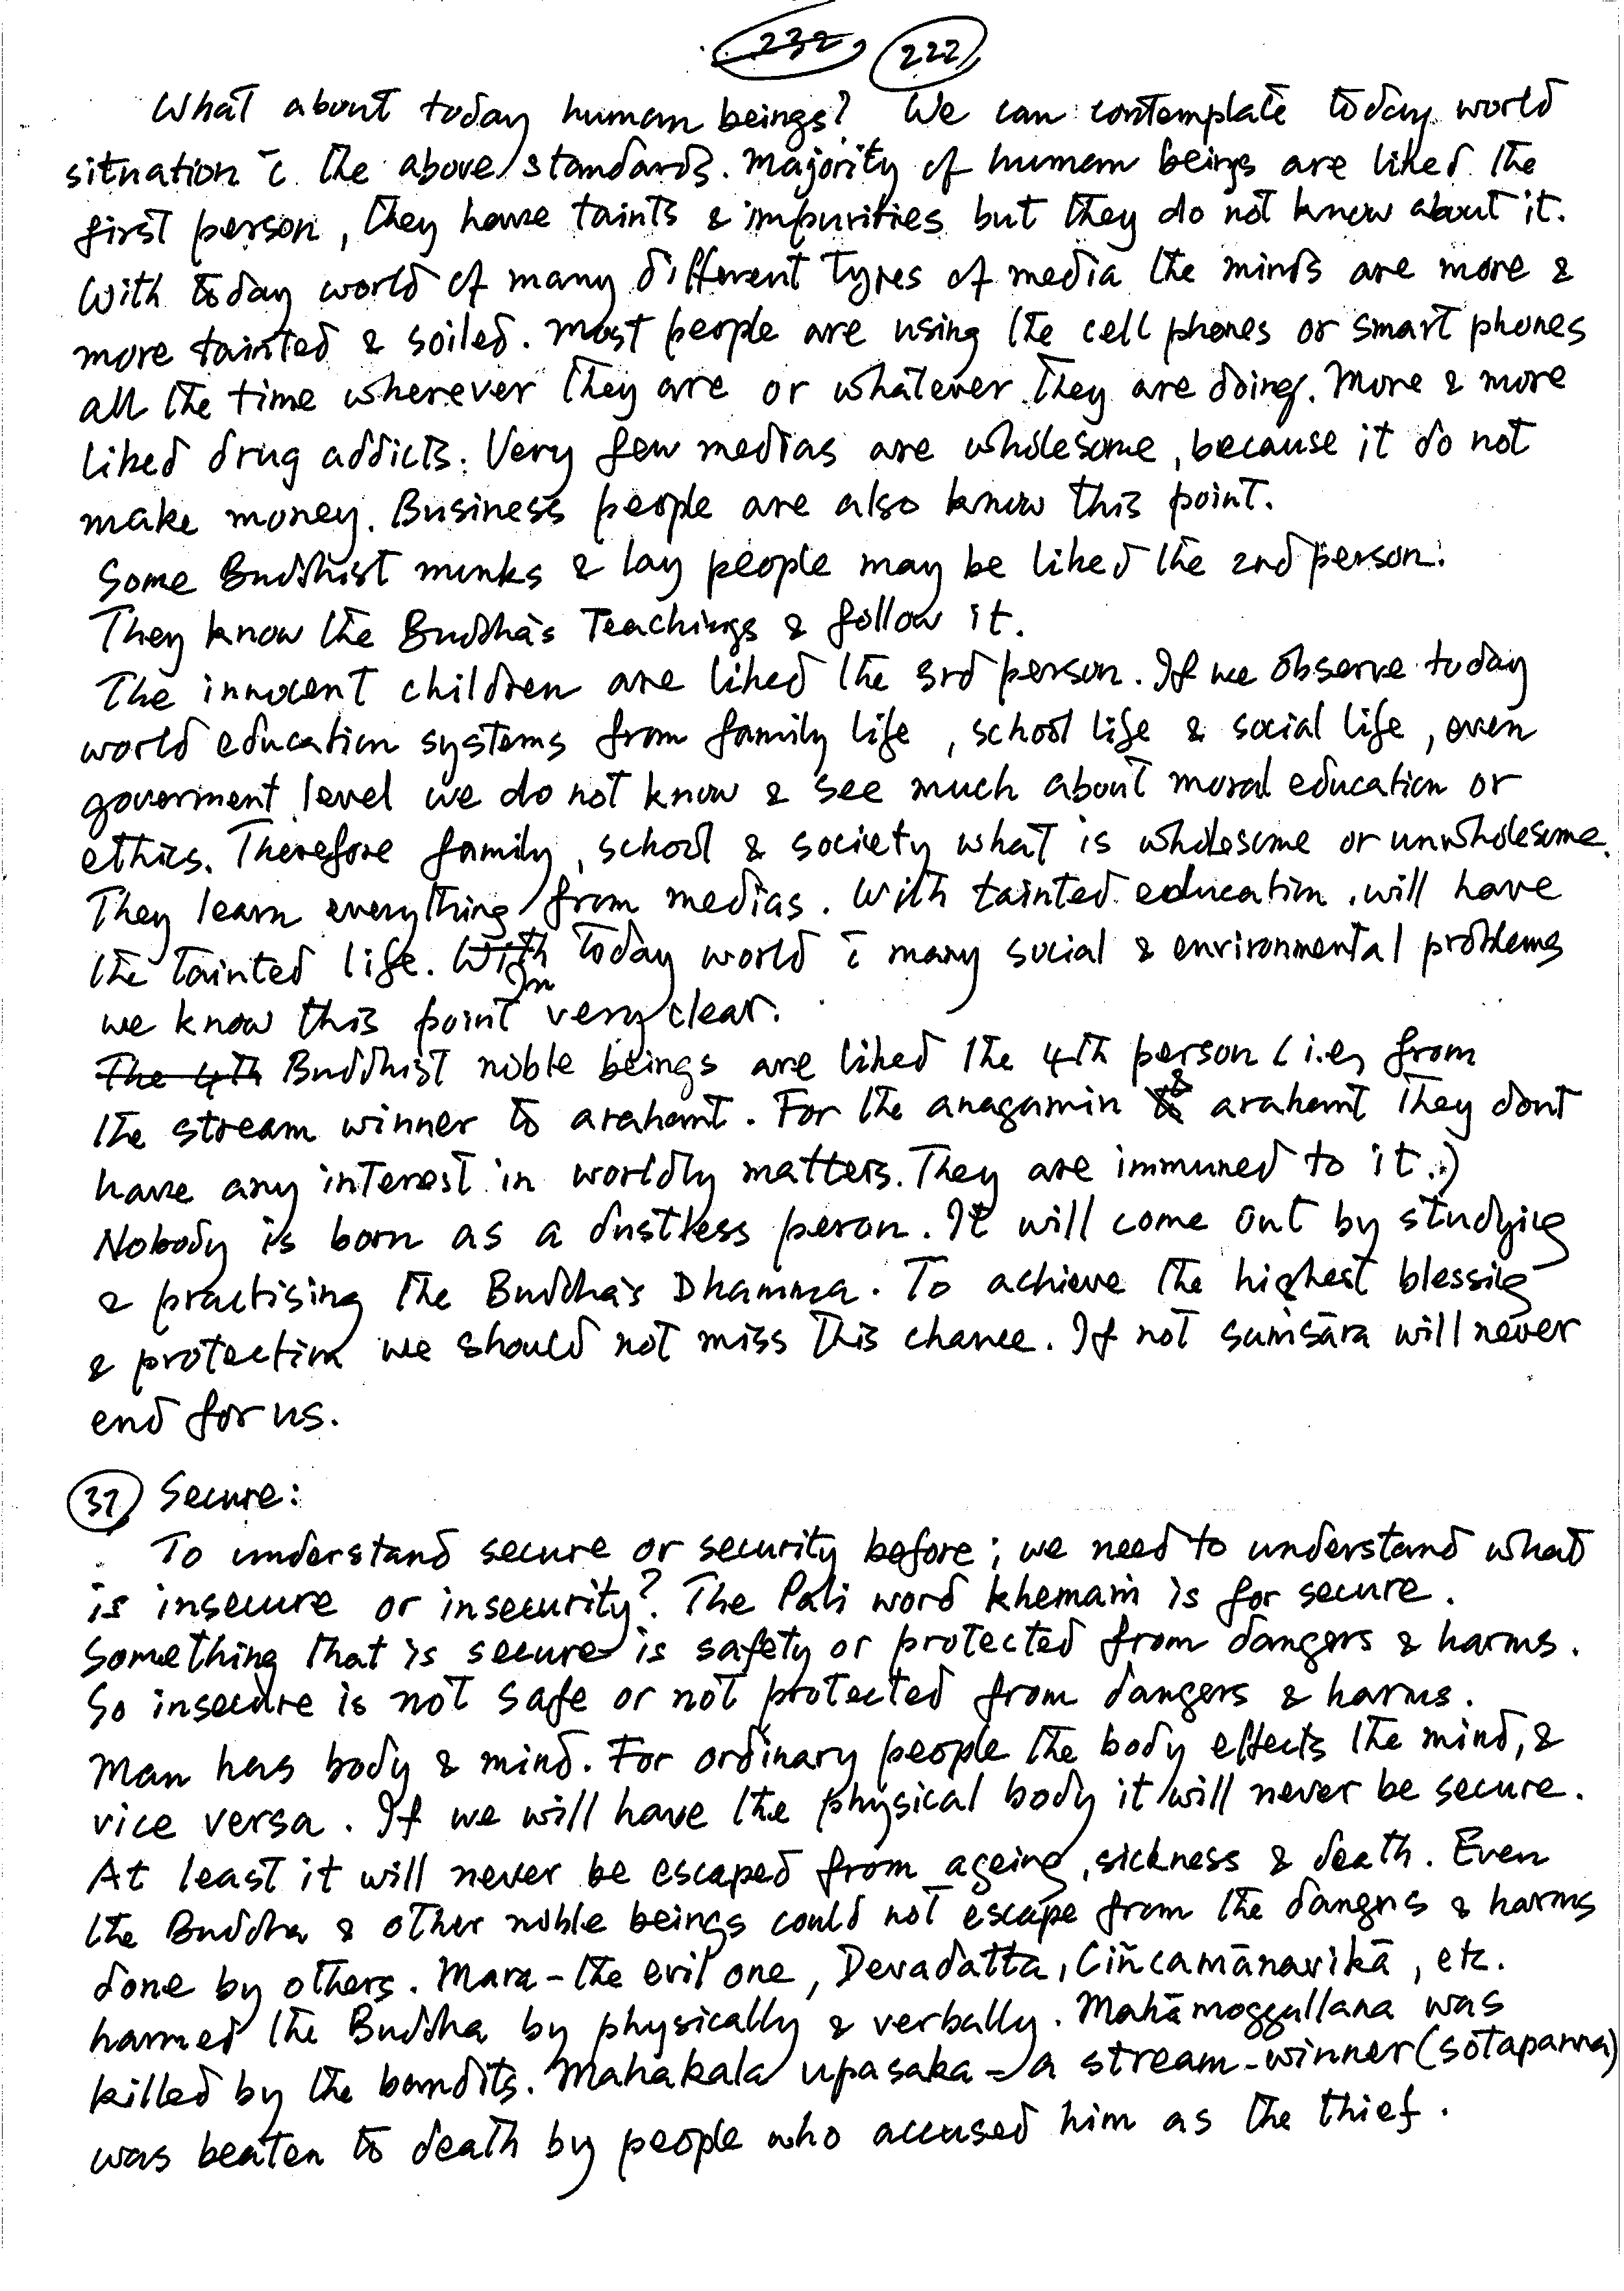 232, 222,
What about today human beings? We can contemplate today world
situation c̄ the above standards. Majority of human beings are liked the
first person, they have taints & impurities but they do not know about it.
With today world of many different types of media the minds are more &
more tainted & soiled. Most people are using the cell phones or smart phones
all the time wherever they are or whatever they are doing. More & more
liked drug addicts. Very few medias are wholesome, because it do not
make money. Business people are also know this point.
Some Buddhist munks & lay people may be liked the 2nd person.
They know the Buddha's Teachings & follow it.
The innocent children are liked the 3rd person. If we observe today
world education systems from family life, school life & social life, even
goverment level we do not know & see much about moral education or
ethics. Therefore family, school & society what is wholesome or unwholesome.
They learn everything from medias. With tainted education, will have
the tainted life. With In today world c̄ many social & environmental problems
we know this point very clear.
The 4th Buddhist noble beings are liked the 4th person (i.e, from
the stream winner to arahant. For the anagamin & arahant they dont
have any interest in worldly matters. They are immuned to it.)
Nobody is born as a dustless peron. It will come out by studying
& practising the Buddha's Dhamma. To achieve the highest blessing
& protection we should not miss this chance. If not saṁsāra will never
end for us.
37, Secure:
To understand secure or security before; we need to understand what
is insecure or insecurity? The Pali word khemaṁ is for secure.
Something that is secure is safety or protected from dangers & harms.
So insecure is not safe or not protected from dangers & harms.
Man has body & mind. For ordinary people the body effects the mind, &
vice versa. If we will have the physical body it will never be secure.
At least it will never be escaped from ageing, sickness & death. Even
the Buddha & other noble beings could not escape from the dangers & harms
done by others. Mara - the evil one, Devadatta, Ciñcamānavikā, etc.
harmed the Buddha by physically & verbally. Mahāmoggallana was
killed by the bandits. Mahakala upasaka - a stream-winner (sotapanna)
was beaten to death by people who accused him as the thief.